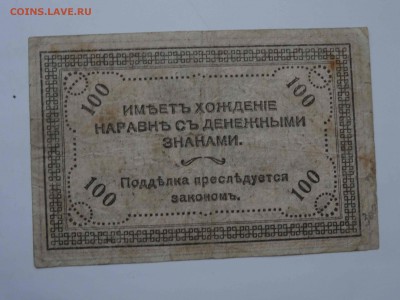 COINS.LAVE.RU
100 100
ИМѢЕТЪ ХОЖДЕНІЕ
НАРАВНѢ СЪ ДЕНЕЖНЫМИ
ЗНАКАМИ.
Поддѣлка преслѣдуется
закономъ.
100 100